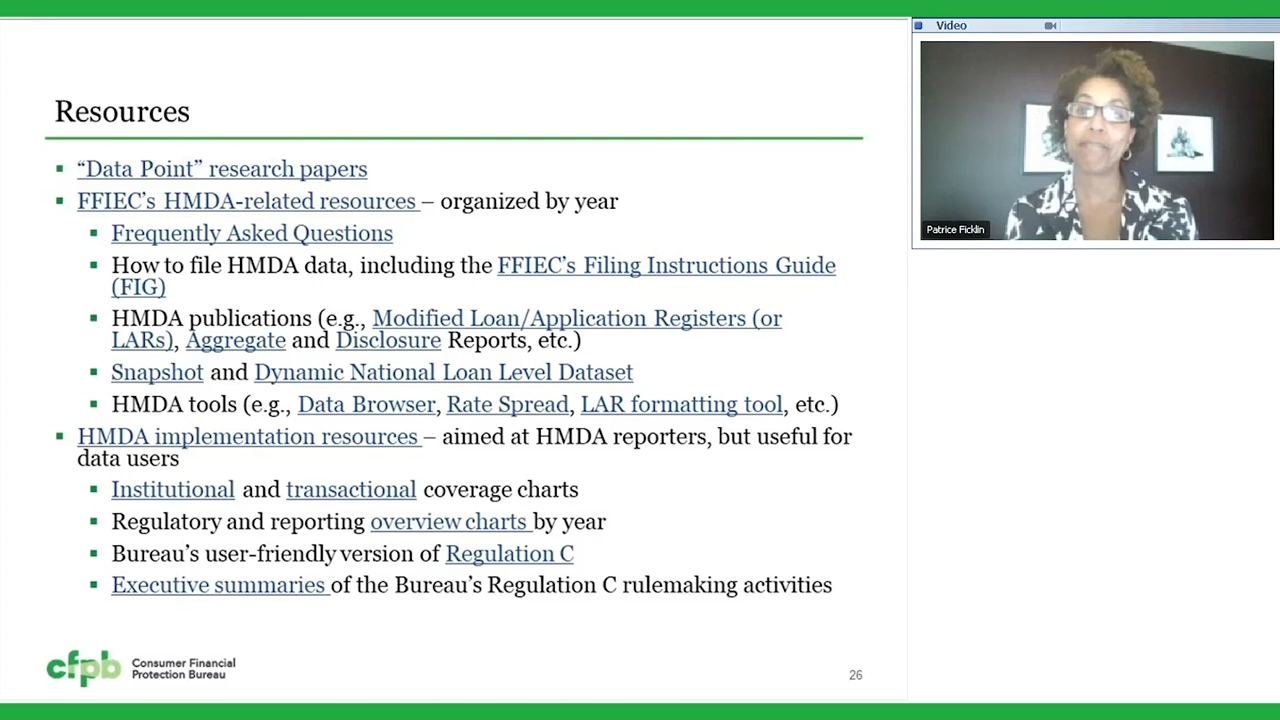 Resources
▪ “Data Point” research papers
▪ FFIEC’s HMDA-related resources – organized by year
▪ Frequently Asked Questions
▪ How to file HMDA data, including the FFIEC’s Filing Instructions Guide
(FIG)
▪ HMDA publications (e.g., Modified Loan/Application Registers (or
LARs), Aggregate and Disclosure Reports, etc.)
▪ Snapshot and Dynamic National Loan Level Dataset
▪ HMDA tools (e.g., Data Browser, Rate Spread, LAR formatting tool, etc.)
▪ HMDA implementation resources – aimed at HMDA reporters, but useful for
data users
▪ Institutional and transactional coverage charts
▪ Regulatory and reporting overview charts by year
▪ Bureau’s user-friendly version of Regulation C
▪ Executive summaries of the Bureau’s Regulation C rulemaking activities
cfpb Consumer Financial
Protection Bureau
26
Video
Patrice Ficklin